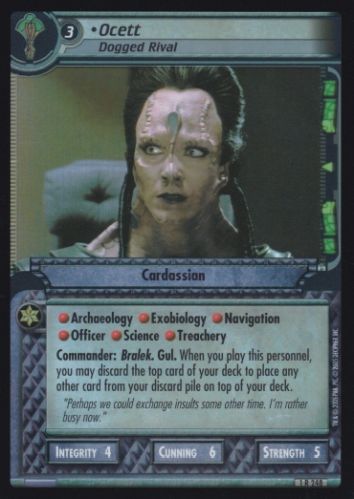 3
•Ocett
Dogged Rival
Cardassian
•Archaeology •Exobiology •Navigation
•Officer •Science •Treachery
Commander: Bralek. Gul. When you play this personnel,
you may discard the top card of your deck to place any
other card from your discard pile on top of your deck.
"Perhaps we could exchange insults some other time. I'm rather
busy now."
INTEGRITY 4
CUNNING 6
STRENGTH 5
1 R 248